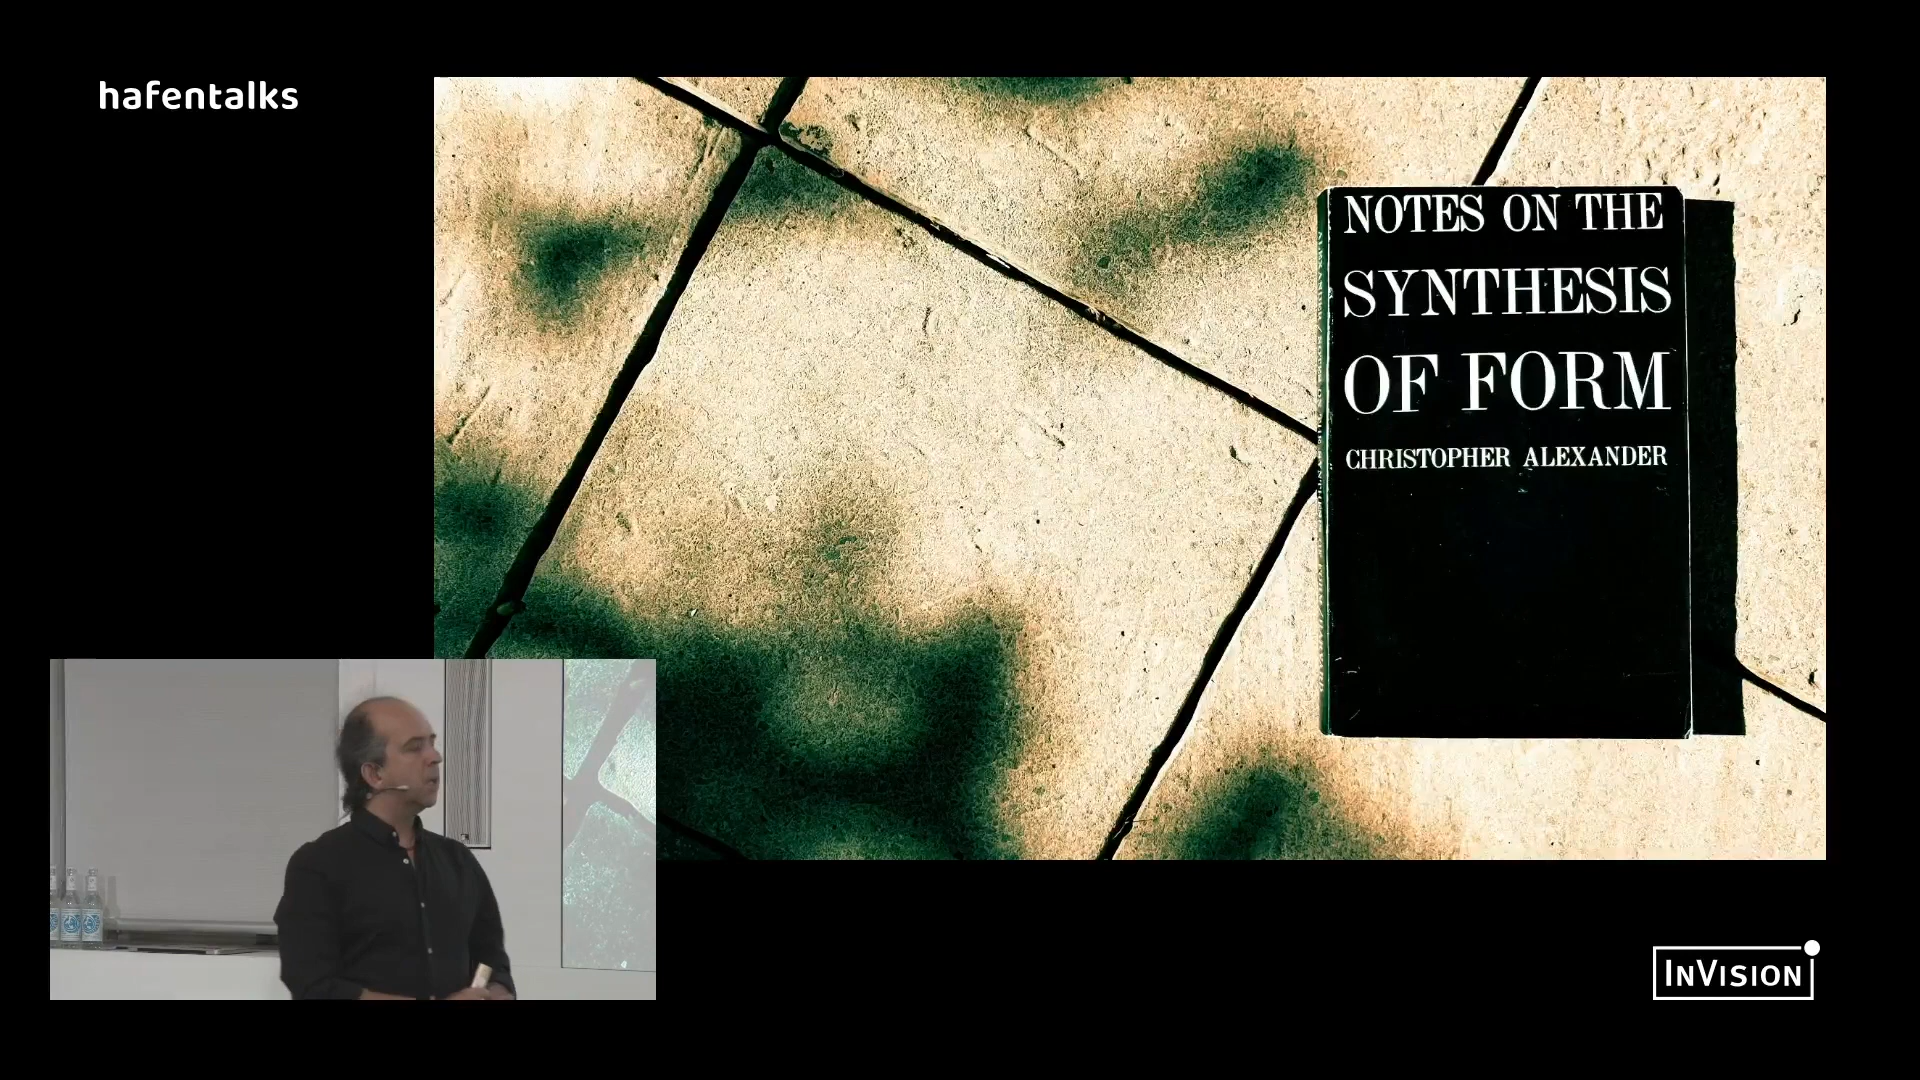 hafentalks
NOTES ON THE
SYNTHESIS
OF FORM
CHRISTOPHER ALEXANDER
INVISION